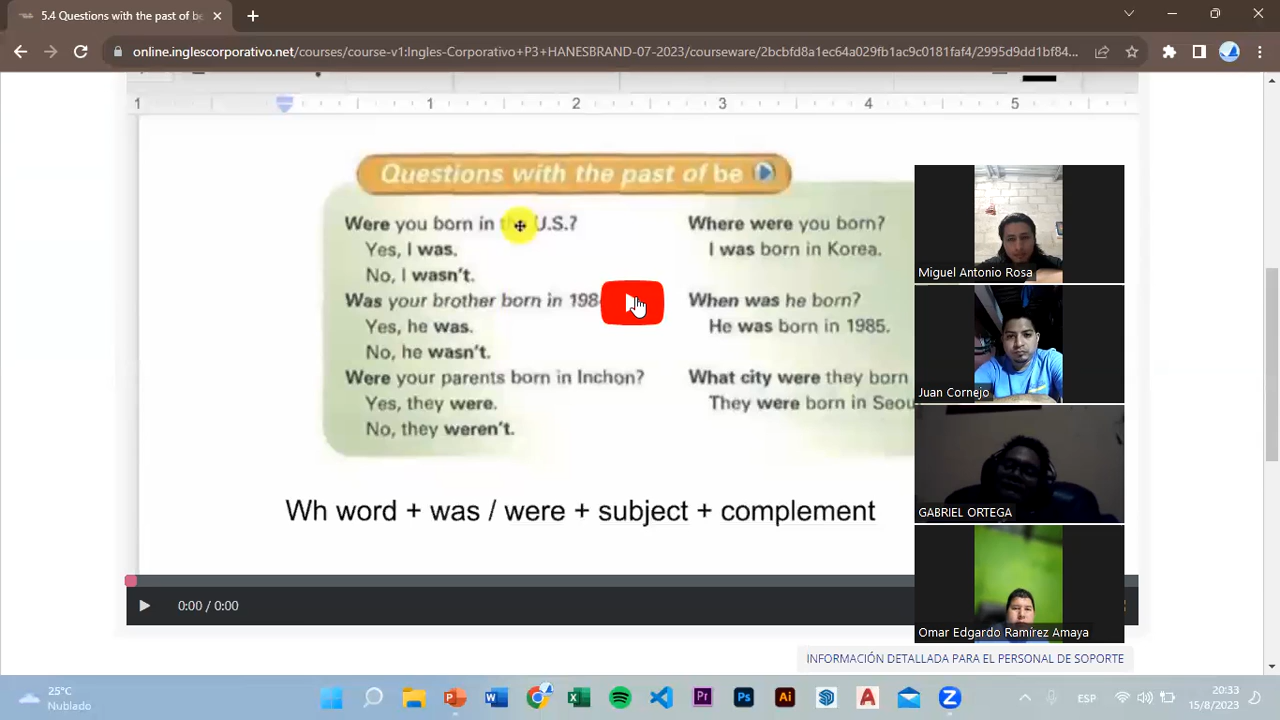 5.4 Questions with the past of be
online.inglescorporativo.net/courses/course-v1:Ingles-Corporativo+P3+HANESBRAND-07-2023/courseware/2bcbfd8a1ec64a029fb1ac9c0181faf4/2995d9dd1bf84...
1 1 2 3 4 5
Questions with the past of be
Were you born in the U.S.?
Yes, I was.
No, I wasn't.
Was your brother born in 198
Yes, he was.
No, he wasn't.
Were your parents born in Inchon?
Yes, they were.
No, they weren't.
Where were you born?
I was born in Korea.
When was he born?
He was born in 1985.
What city were they born
They were born in Seou
Wh word + was / were + subject + complement
0:00 / 0:00
Miguel Antonio Rosa
Juan Cornejo
GABRIEL ORTEGA
Omar Edgardo Ramírez Amaya
INFORMACIÓN DETALLADA PARA EL PERSONAL DE SOPORTE
25°C
Nublado
ESP
20:33
15/8/2023